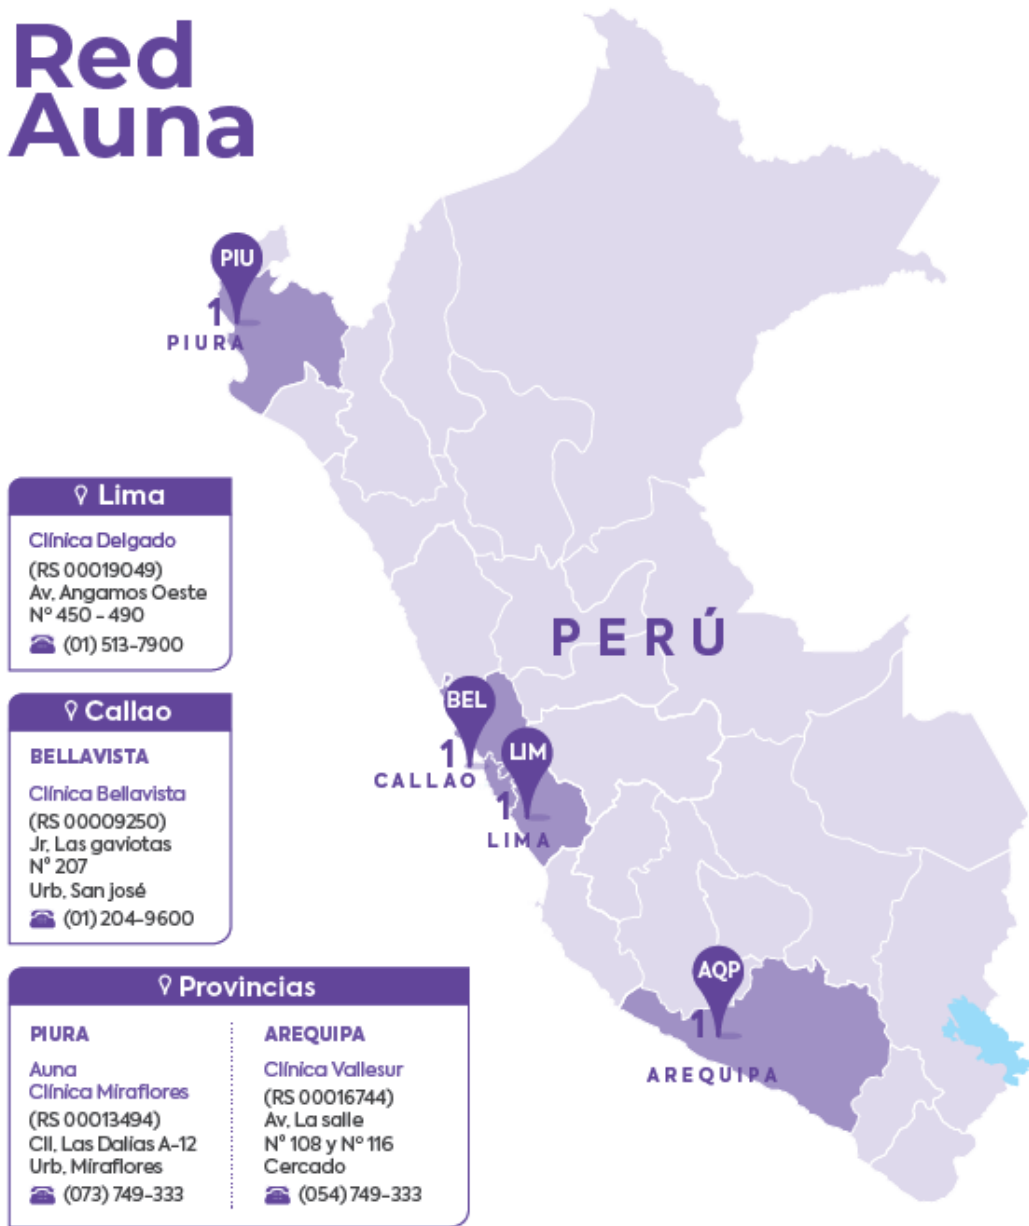 Red
Auna
PIU
1
PIURA
Lima
Clínica Delgado
(RS 00019049)
Av. Angamos Oeste
N° 450 - 490
(01) 513-7900
PERÚ
BEL
1
CALLAO
LIM
1
LIMA
Callao
BELLAVISTA
Clínica Bellavista
(RS 00009250)
Jr. Las gaviotas
N° 207
Urb. San josé
(01) 204-9600
AQP
1
AREQUIPA
Provincias
PIURA
Auna
Clínica Miraflores
(RS 00013494)
Cll. Las Dalias A-12
Urb. Miraflores
(073) 749-333
AREQUIPA
Clínica Vallesur
(RS 00016744)
Av. La salle
N° 108 y N° 116
Cercado
(054) 749-333